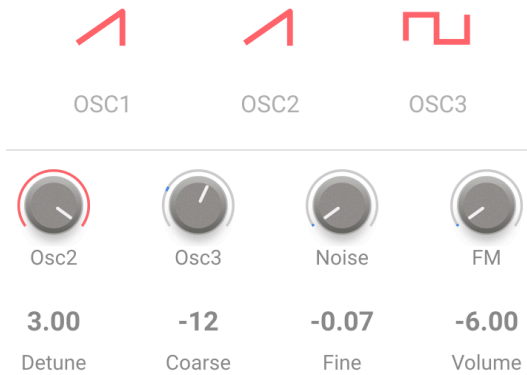 OSC1 OSC2 OSC3
Osc2 Osc3 Noise FM
3.00 -12 -0.07 -6.00
Detune Coarse Fine Volume